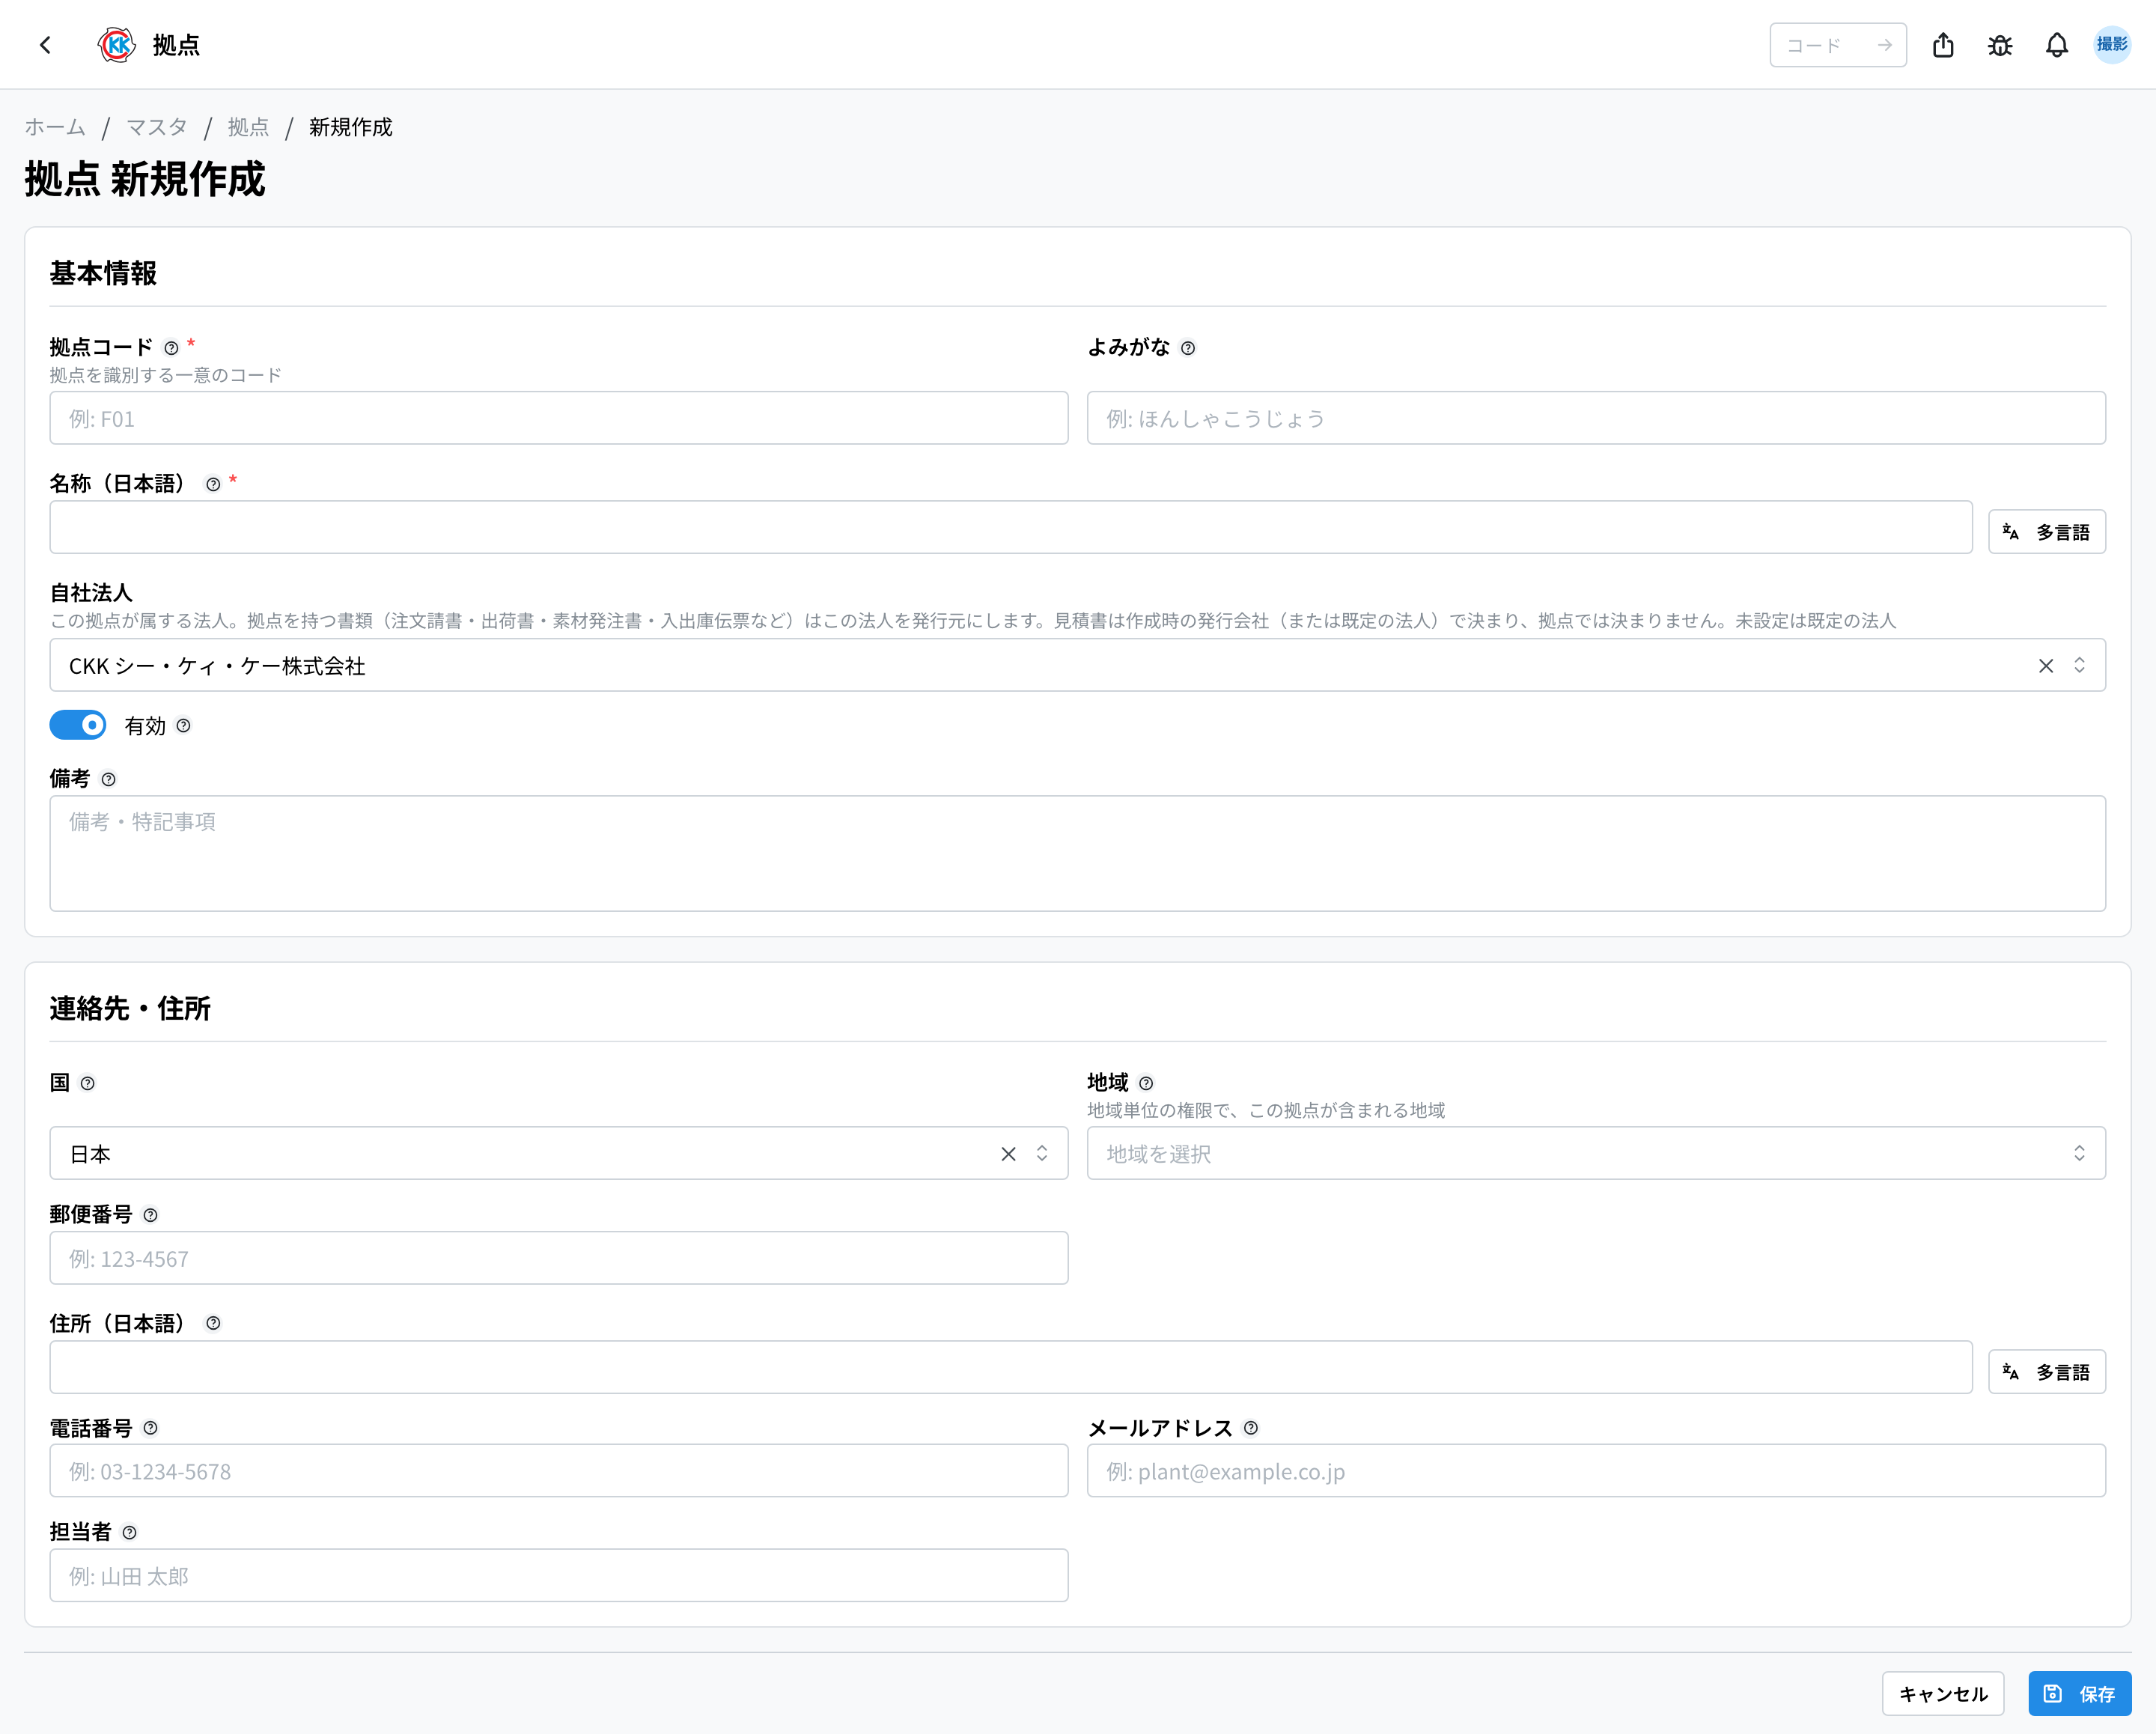 CKK 拠点
コード
撮影
ホーム / マスタ / 拠点 / 新規作成
拠点 新規作成
基本情報
拠点コード *
拠点を識別する一意のコード
例: F01
よみがな
例: ほんしゃこうじょう
名称（日本語） *
多言語
自社法人
この拠点が属する法人。拠点を持つ書類（注文請書・出荷書・素材発注書・入出庫伝票など）はこの法人を発行元にします。見積書は作成時の発行会社（または既定の法人）で決まり、拠点では決まりません。未設定は既定の法人
CKK シー・ケィ・ケー株式会社
有効
備考
備考・特記事項
連絡先・住所
国
日本
地域
地域単位の権限で、この拠点が含まれる地域
地域を選択
郵便番号
例: 123-4567
住所（日本語）
多言語
電話番号
例: 03-1234-5678
メールアドレス
例: plant@example.co.jp
担当者
例: 山田 太郎
キャンセル
保存